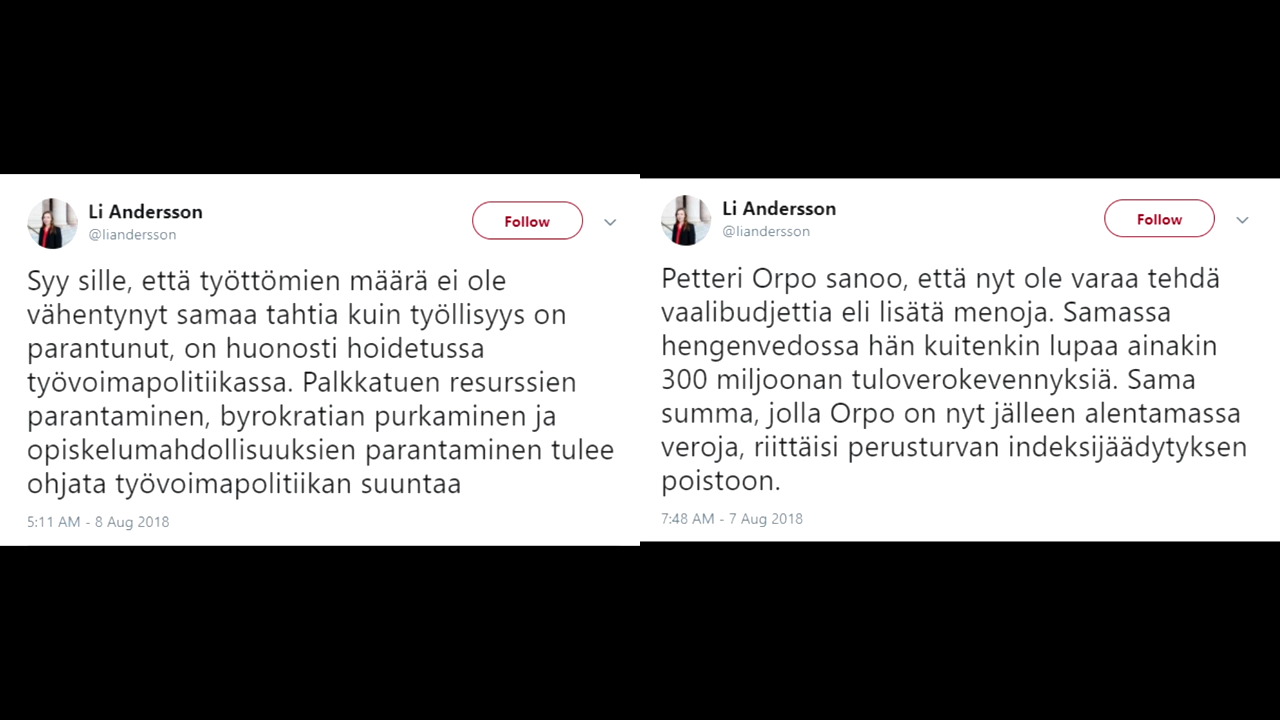 Li Andersson
@liandersson
Follow
Syy sille, että työttömien määrä ei ole
vähentynyt samaa tahtia kuin työllisyys on
parantunut, on huonosti hoidetussa
työvoimapolitiikassa. Palkkatuen resurssien
parantaminen, byrokratian purkaminen ja
opiskelumahdollisuuksien parantaminen tulee
ohjata työvoimapolitiikan suuntaa
5:11 AM - 8 Aug 2018
Li Andersson
@liandersson
Follow
Petteri Orpo sanoo, että nyt ole varaa tehdä
vaalibudjettia eli lisätä menoja. Samassa
hengenvedossa hän kuitenkin lupaa ainakin
300 miljoonan tuloverokevennyksiä. Sama
summa, jolla Orpo on nyt jälleen alentamassa
veroja, riittäisi perusturvan indeksijäädytyksen
poistoon.
7:48 AM - 7 Aug 2018